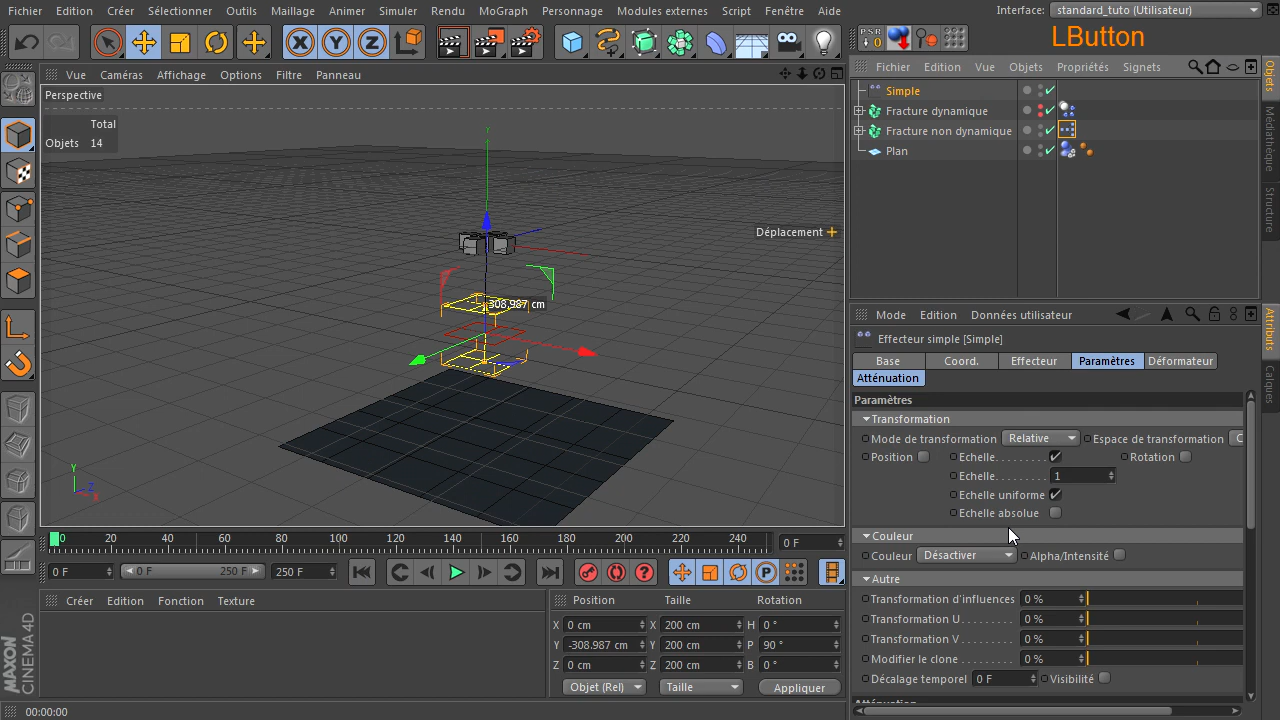 Fichier Edition Créer Sélectionner Outils Maillage Animer Simuler Rendu MoGraph Personnage Modules externes Script Fenêtre Aide Interface: standard_tuto (Utilisateur)
X Y Z PSR 0 LButton
Vue Caméras Affichage Options Filtre Panneau
Fichier Edition Vue Objets Propriétés Signets
Perspective
Simple
Fracture dynamique
Fracture non dynamique
Plan
Objets
Médiathèque
Structure
Total
Objets 14
Y
Déplacement
-308.987 cm
Y
Z
X
Mode Edition Données utilisateur
Effecteur simple [Simple]
Base Coord. Effecteur Paramètres Déformateur
Atténuation
Attributs
Calques
Paramètres
Transformation
Mode de transformation Relative Espace de transformation
Position Echelle Rotation
Echelle 1
Echelle uniforme
Echelle absolue
Couleur
Couleur Désactiver Alpha/Intensité
Autre
Transformation d'influences 0 %
Transformation U 0 %
Transformation V 0 %
Modifier le clone 0 %
Décalage temporel 0 F Visibilité
0 20 40 60 80 100 120 140 160 180 200 220 240 0 F
0 F 0 F 250 F 250 F
Créer Edition Fonction Texture
Position Taille Rotation
X 0 cm X 200 cm H 0 °
Y -308.987 cm Y 200 cm P 90 °
Z 0 cm Z 200 cm B 0 °
Objet (Rel) Taille Appliquer
MAXON
CINEMA 4D
00:00:00